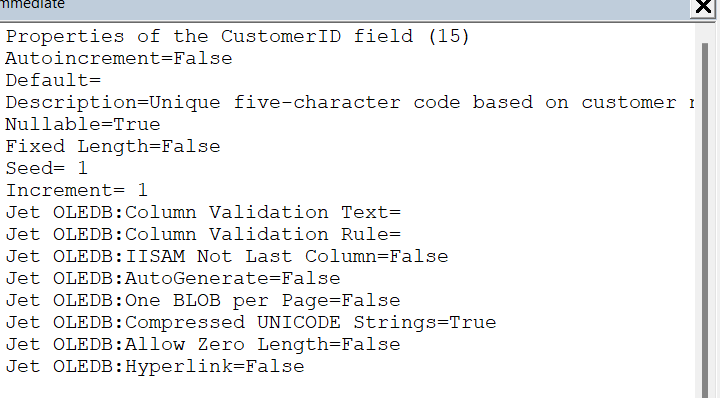 mmediate
Properties of the CustomerID field (15)
Autoincrement=False
Default=
Description=Unique five-character code based on customer
Nullable=True
Fixed Length=False
Seed= 1
Increment= 1
Jet OLEDB:Column Validation Text=
Jet OLEDB:Column Validation Rule=
Jet OLEDB:IISAM Not Last Column=False
Jet OLEDB:AutoGenerate=False
Jet OLEDB:One BLOB per Page=False
Jet OLEDB:Compressed UNICODE Strings=True
Jet OLEDB:Allow Zero Length=False
Jet OLEDB:Hyperlink=False